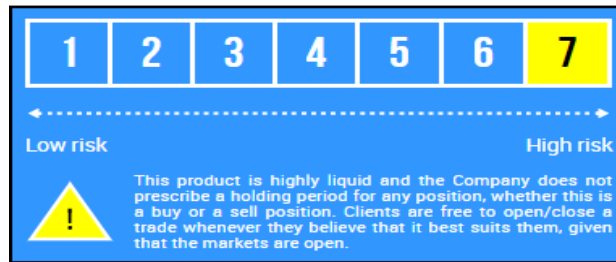 1 2 3 4 5 6 7
Low risk High risk
This product is highly liquid and the Company does not
prescribe a holding period for any position, whether this is
a buy or a sell position. Clients are free to open/close a
trade whenever they believe that it best suits them, given
that the markets are open.
!